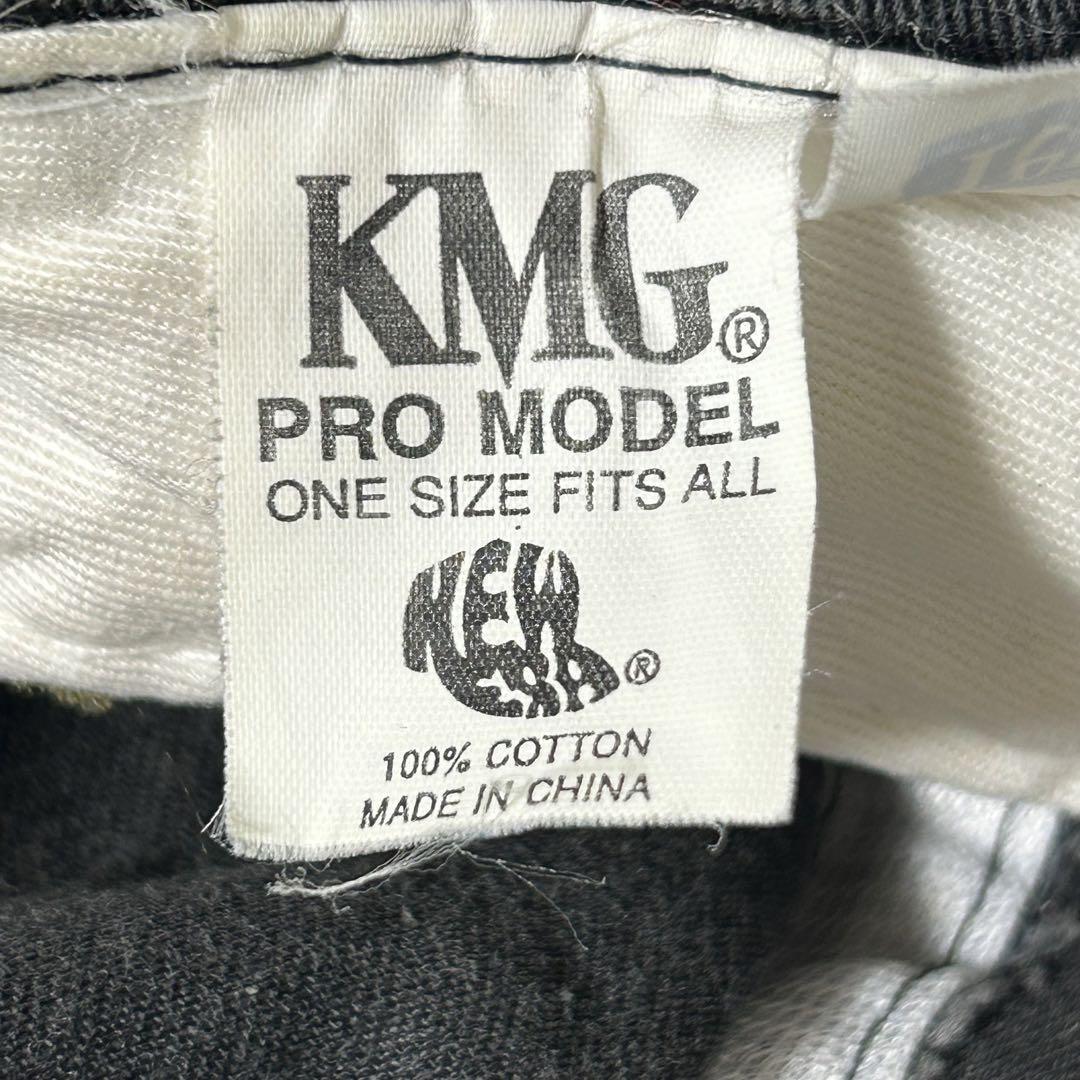 KMG®
PRO MODEL
ONE SIZE FITS ALL
NEW
ERA®
100% COTTON
MADE IN CHINA